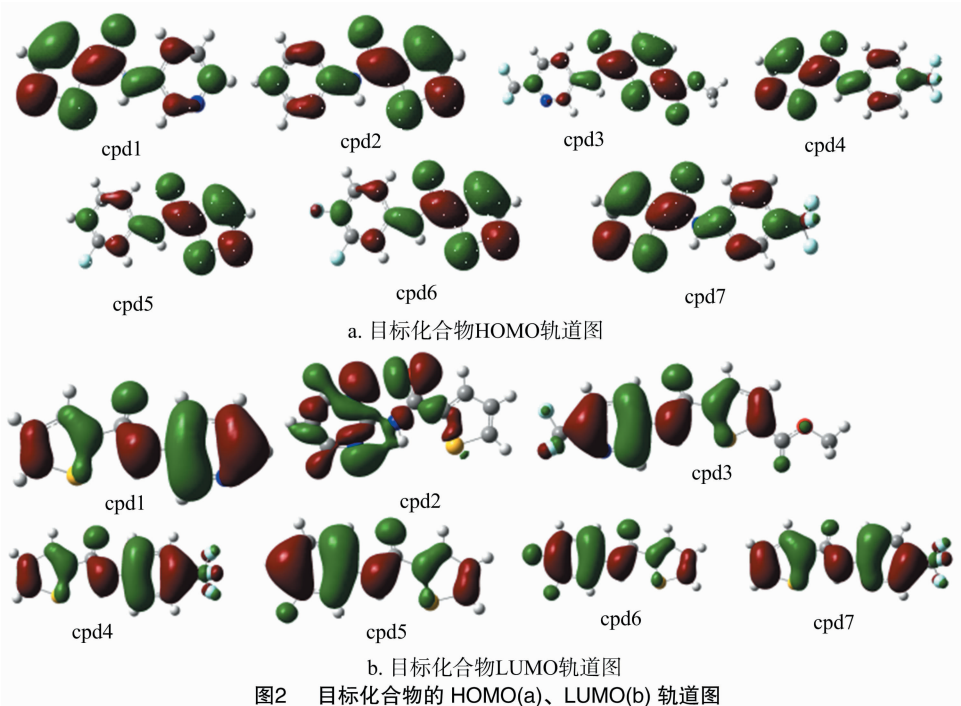 cpd1
cpd2
cpd3
cpd4
cpd5
cpd6
cpd7
a. 目标化合物HOMO轨道图
cpd1
cpd2
cpd3
cpd4
cpd5
cpd6
cpd7
b. 目标化合物LUMO轨道图
图2 目标化合物的 HOMO(a)、LUMO(b) 轨道图